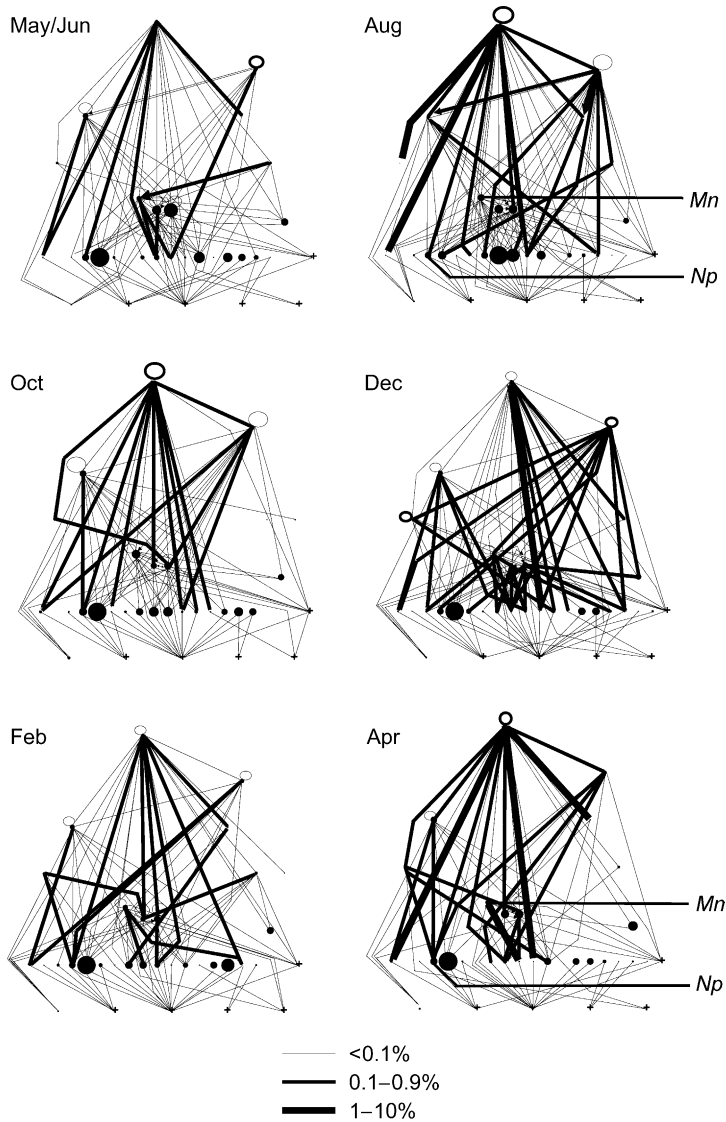 May/Jun
Aug
Mn
Np
Oct
Dec
Feb
Apr
Mn
Np
<0.1%
0.1–0.9%
1–10%